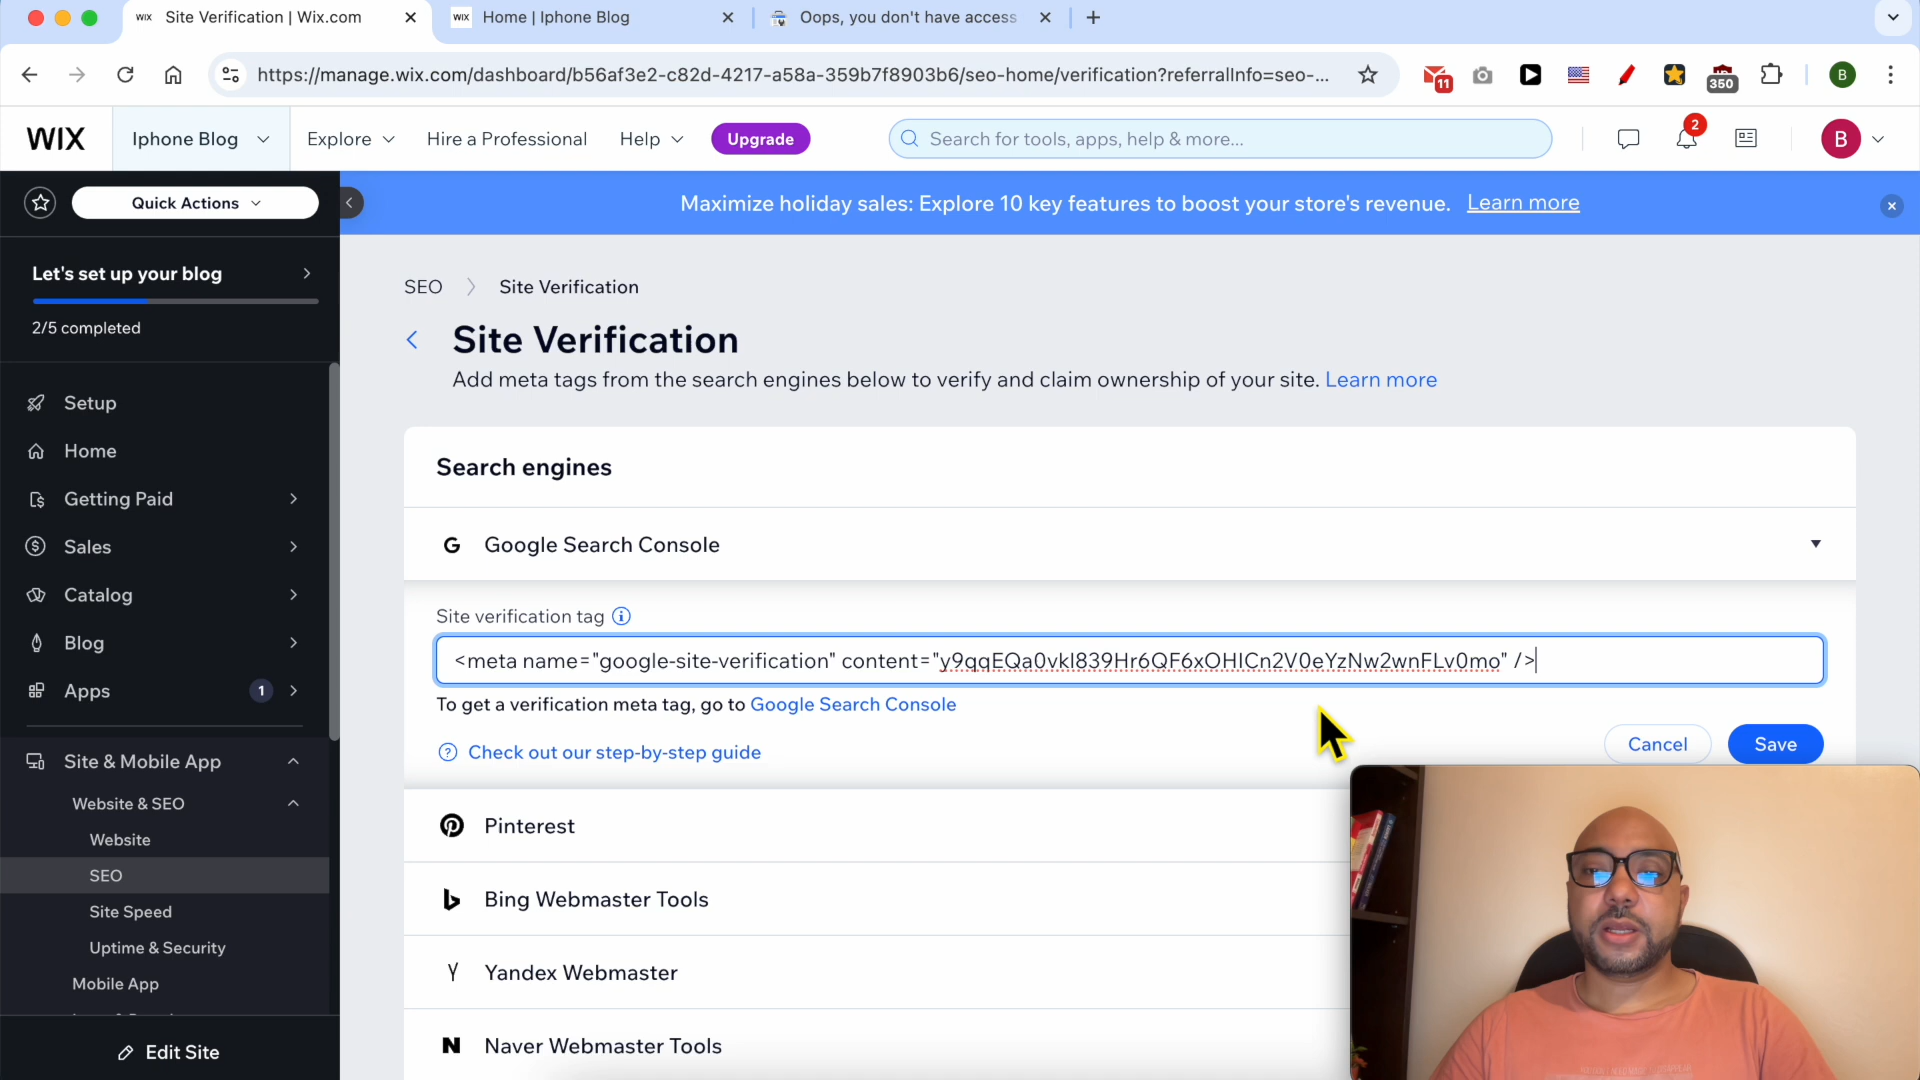 Site Verification | Wix.com
Home | Iphone Blog
Oops, you don't have access
https://manage.wix.com/dashboard/b56af3e2-c82d-4217-a58a-359b7f8903b6/seo-home/verification?referralInfo=seo-...
11
350
B
WIX
Iphone Blog
Explore
Hire a Professional
Help
Upgrade
Search for tools, apps, help & more...
2
B
Quick Actions
Maximize holiday sales: Explore 10 key features to boost your store's revenue. Learn more
Let's set up your blog
2/5 completed
Setup
Home
Getting Paid
Sales
Catalog
Blog
Apps
1
Site & Mobile App
Website & SEO
Website
SEO
Site Speed
Uptime & Security
Mobile App
Edit Site
SEO
Site Verification
Site Verification
Add meta tags from the search engines below to verify and claim ownership of your site. Learn more
Search engines
Google Search Console
Site verification tag
<meta name="google-site-verification" content="y9qqEQa0vkl839Hr6QF6xOHICn2V0eYzNw2wnFLv0mo" />
To get a verification meta tag, go to Google Search Console
Check out our step-by-step guide
Cancel
Save
Pinterest
Bing Webmaster Tools
Yandex Webmaster
Naver Webmaster Tools